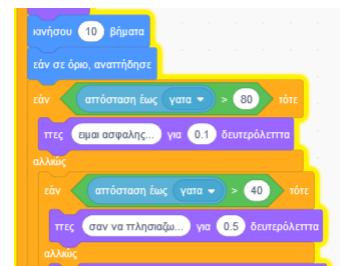 κινήσου 10 βήματα
εάν σε όριο, αναπήδησε
εάν απόσταση έως γατα > 80 τότε
πες ειμαι ασφαλης... για 0.1 δευτερόλεπτα
αλλιώς
εάν απόσταση έως γατα > 40 τότε
πες σαν να πλησιαζω... για 0.5 δευτερόλεπτα
αλλιώς